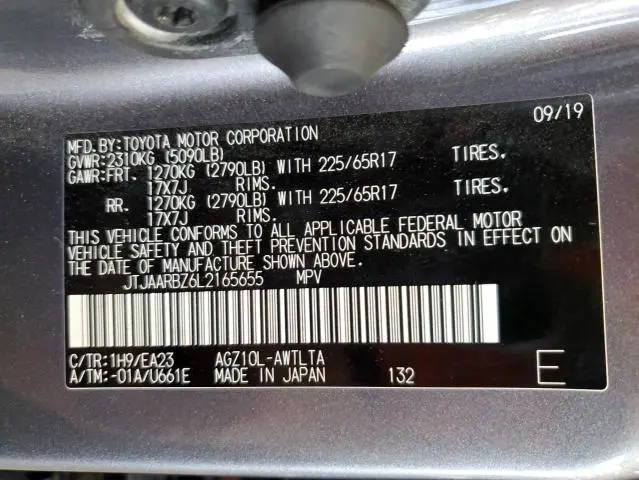 09/19
MFD.BY:TOYOTA MOTOR CORPORATION
GVWR:2310KG (5090LB)
GAWR:FRT. 1270KG (2790LB) WITH 225/65R17 TIRES.
17X7J RIMS.
RR. 1270KG (2790LB) WITH 225/65R17 TIRES.
17X7J RIMS.
THIS VEHICLE CONFORMS TO ALL APPLICABLE FEDERAL MOTOR
VEHICLE SAFETY AND THEFT PREVENTION STANDARDS IN EFFECT ON
THE DATE OF MANUFACTURE SHOWN ABOVE.
JTJAARBZ6L2165655 MPV
C/TR:1H9/EA23 AGZ10L-AWTLTA
A/TM:-01A/U661E MADE IN JAPAN 132 E